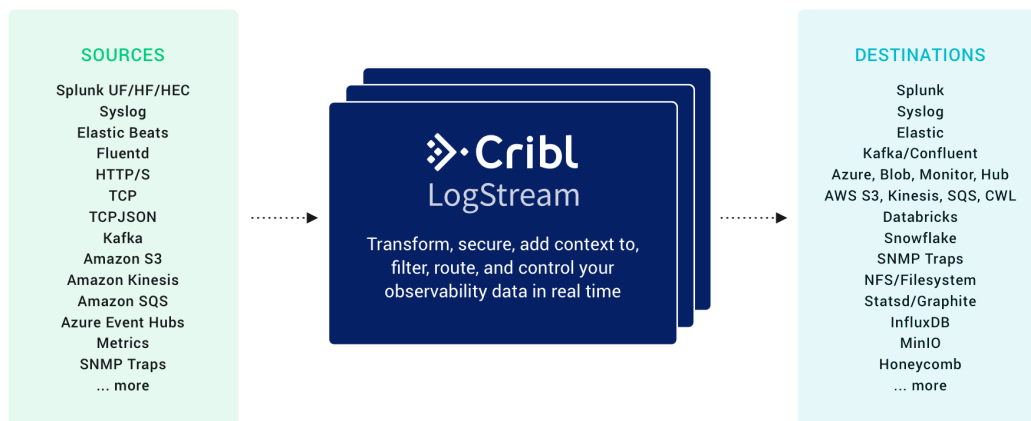 SOURCES
Splunk UF/HF/HEC
Syslog
Elastic Beats
Fluentd
HTTP/S
TCP
TCPJSON
Kafka
Amazon S3
Amazon Kinesis
Amazon SQS
Azure Event Hubs
Metrics
SNMP Traps
... more
Cribl
LogStream
Transform, secure, add context to,
filter, route, and control your
observability data in real time
DESTINATIONS
Splunk
Syslog
Elastic
Kafka/Confluent
Azure, Blob, Monitor, Hub
AWS S3, Kinesis, SQS, CWL
Databricks
Snowflake
SNMP Traps
NFS/Filesystem
Statsd/Graphite
InfluxDB
MinIO
Honeycomb
... more